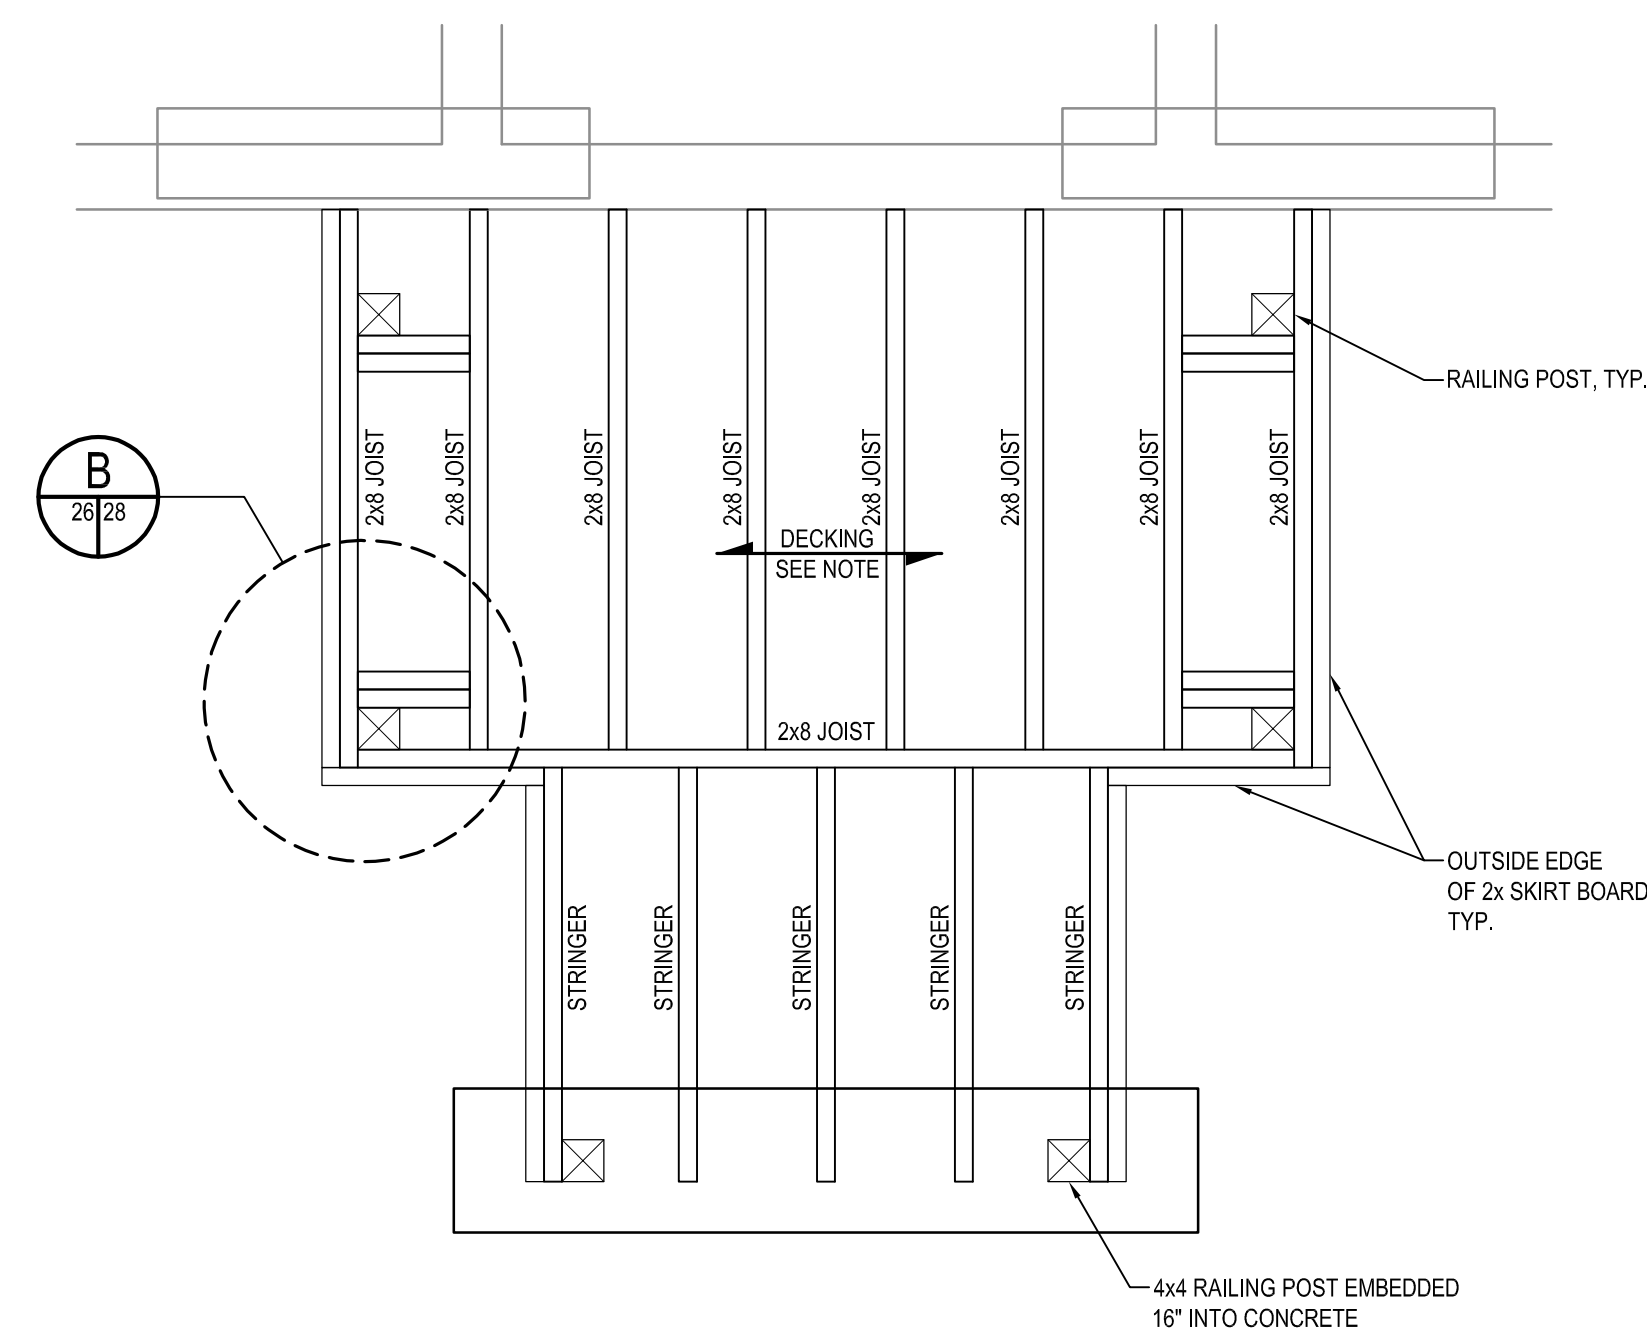 RAILING POST, TYP.
B
26 28
2x8 JOIST
2x8 JOIST
2x8 JOIST
2x8 JOIST
2x8 JOIST
2x8 JOIST
2x8 JOIST
2x8 JOIST
DECKING
SEE NOTE
2x8 JOIST
OUTSIDE EDGE
OF 2x SKIRT BOARD
TYP.
STRINGER
STRINGER
STRINGER
STRINGER
STRINGER
4x4 RAILING POST EMBEDDED
16" INTO CONCRETE